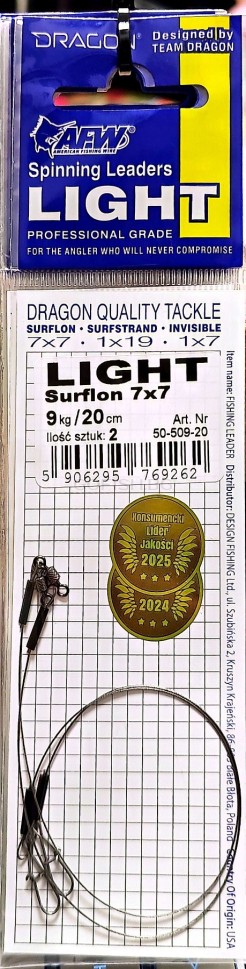 DRAGON
Designed by
TEAM DRAGON
AFW
AMERICAN FISHING WIRE
Spinning Leaders
LIGHT
PROFESSIONAL GRADE
FOR THE ANGLER WHO WILL NEVER COMPROMISE
DRAGON QUALITY TACKLE
SURFLON • SURFSTRAND • INVISIBLE
7x7 • 1x19 • 1x7
LIGHT
Surflon 7x7
9 kg / 20 cm
Art. Nr
Ilość sztuk: 2
50-509-20
5 906295 769262
Konsumencki
Lider
Jakości
2025
2024
Item name: FISHING LEADER Distributor: DESIGN FISHING Ltd., ul. Szubińska 2, Kruszyn Krajeński, 86- Białe Błota, Poland Country Of Origin: USA